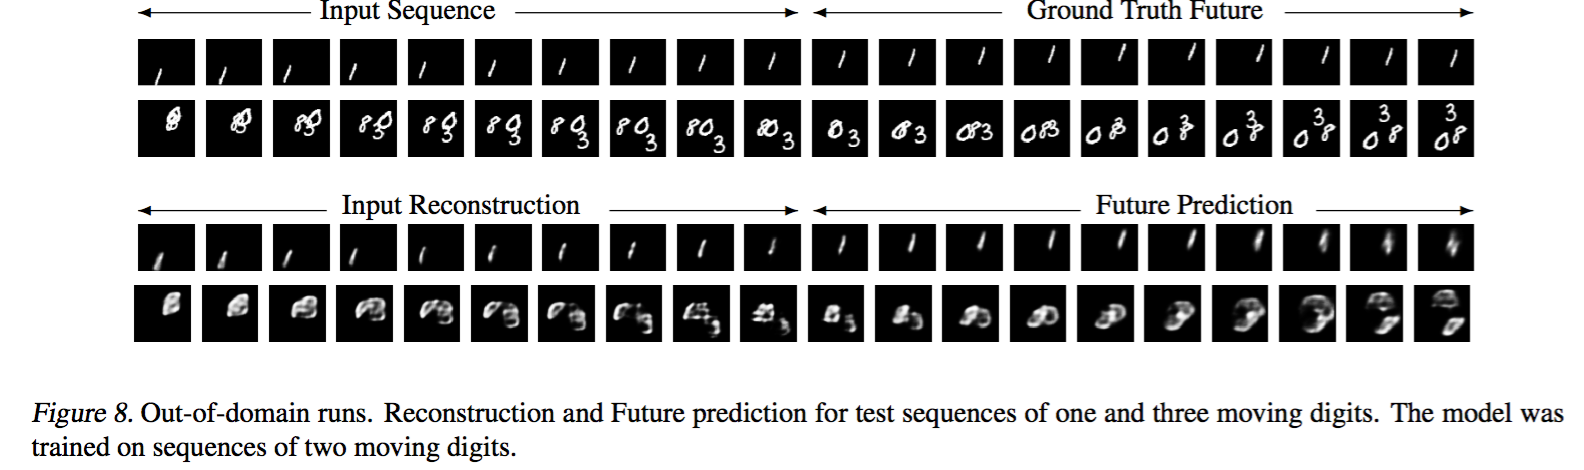 Input Sequence Ground Truth Future
Input Reconstruction Future Prediction
Figure 8. Out-of-domain runs. Reconstruction and Future prediction for test sequences of one and three moving digits. The model was
trained on sequences of two moving digits.